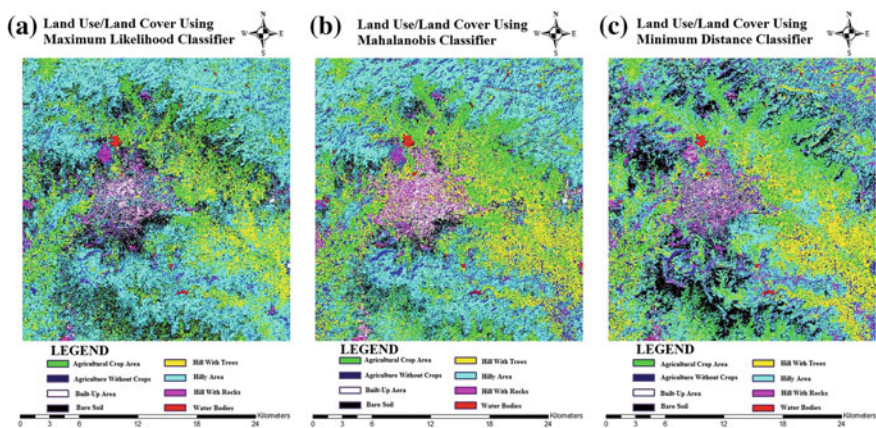 (a) Land Use/Land Cover Using
Maximum Likelihood Classifier
N
W E
S
LEGEND
Agricultural Crop Area
Hill With Trees
Agriculture Without Crops
Hilly Area
Built-Up Area
Hill With Rocks
Bare Soil
Water Bodies
Kilometers
0 3 6 12 18 24
(b) Land Use/Land Cover Using
Mahalanobis Classifier
N
W E
S
LEGEND
Agricultural Crop Area
Hill With Trees
Agriculture Without Crops
Hilly Area
Built-Up Aera
Hill With Rocks
Bare Soil
Water Bodies
Kilometers
0 3 6 12 18 24
(c) Land Use/Land Cover Using
Minimum Distance Classifier
N
W E
S
LEGEND
Agricultural Crop Area
Hill With Trees
Agriculture Without Crops
Hilly Area
Built-Up Area
Hill With Rocks
Bare Soil
Water Bodies
Kilometers
0 3 6 12 18 24